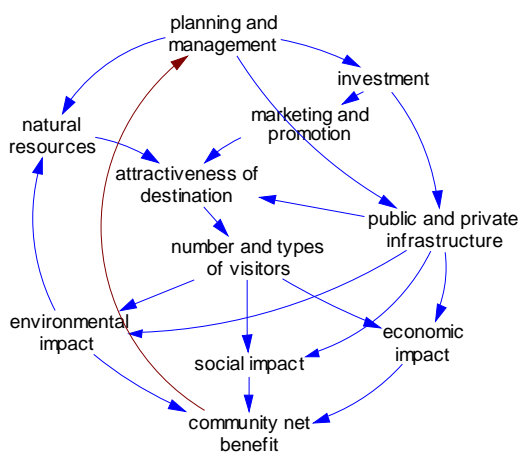 planning and
management
investment
marketing and
promotion
natural
resources
attractiveness of
destination
public and private
infrastructure
number and types
of visitors
environmental
impact
economic
impact
social impact
community net
benefit